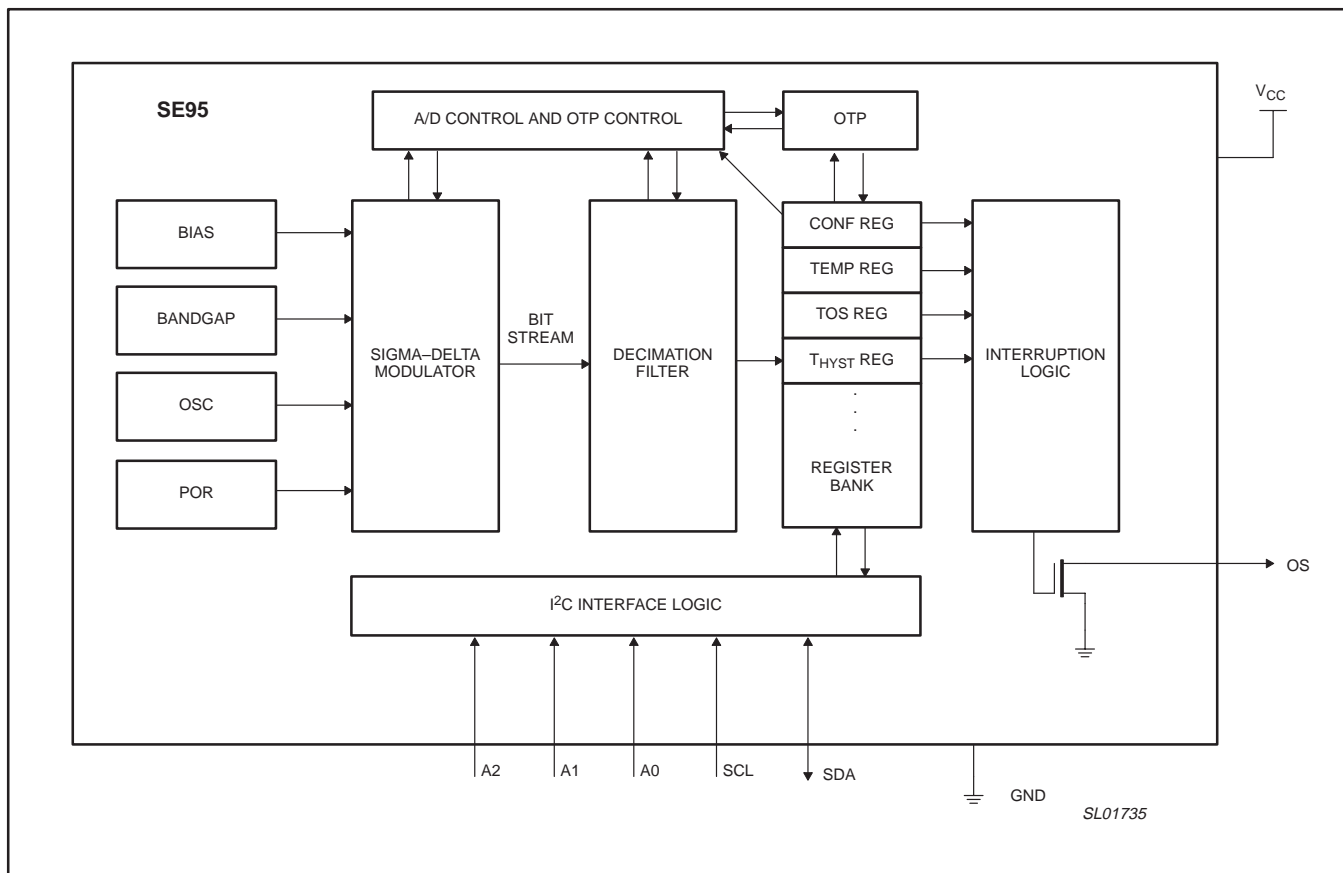 SE95
A/D CONTROL AND OTP CONTROL
OTP
VCC
BIAS
BANDGAP
OSC
POR
SIGMA–DELTA
MODULATOR
BIT
STREAM
DECIMATION
FILTER
CONF REG
TEMP REG
TOS REG
THYST REG
.
.
.
REGISTER
BANK
INTERRUPTION
LOGIC
OS
I2C INTERFACE LOGIC
A2
A1
A0
SCL
SDA
GND
SL01735